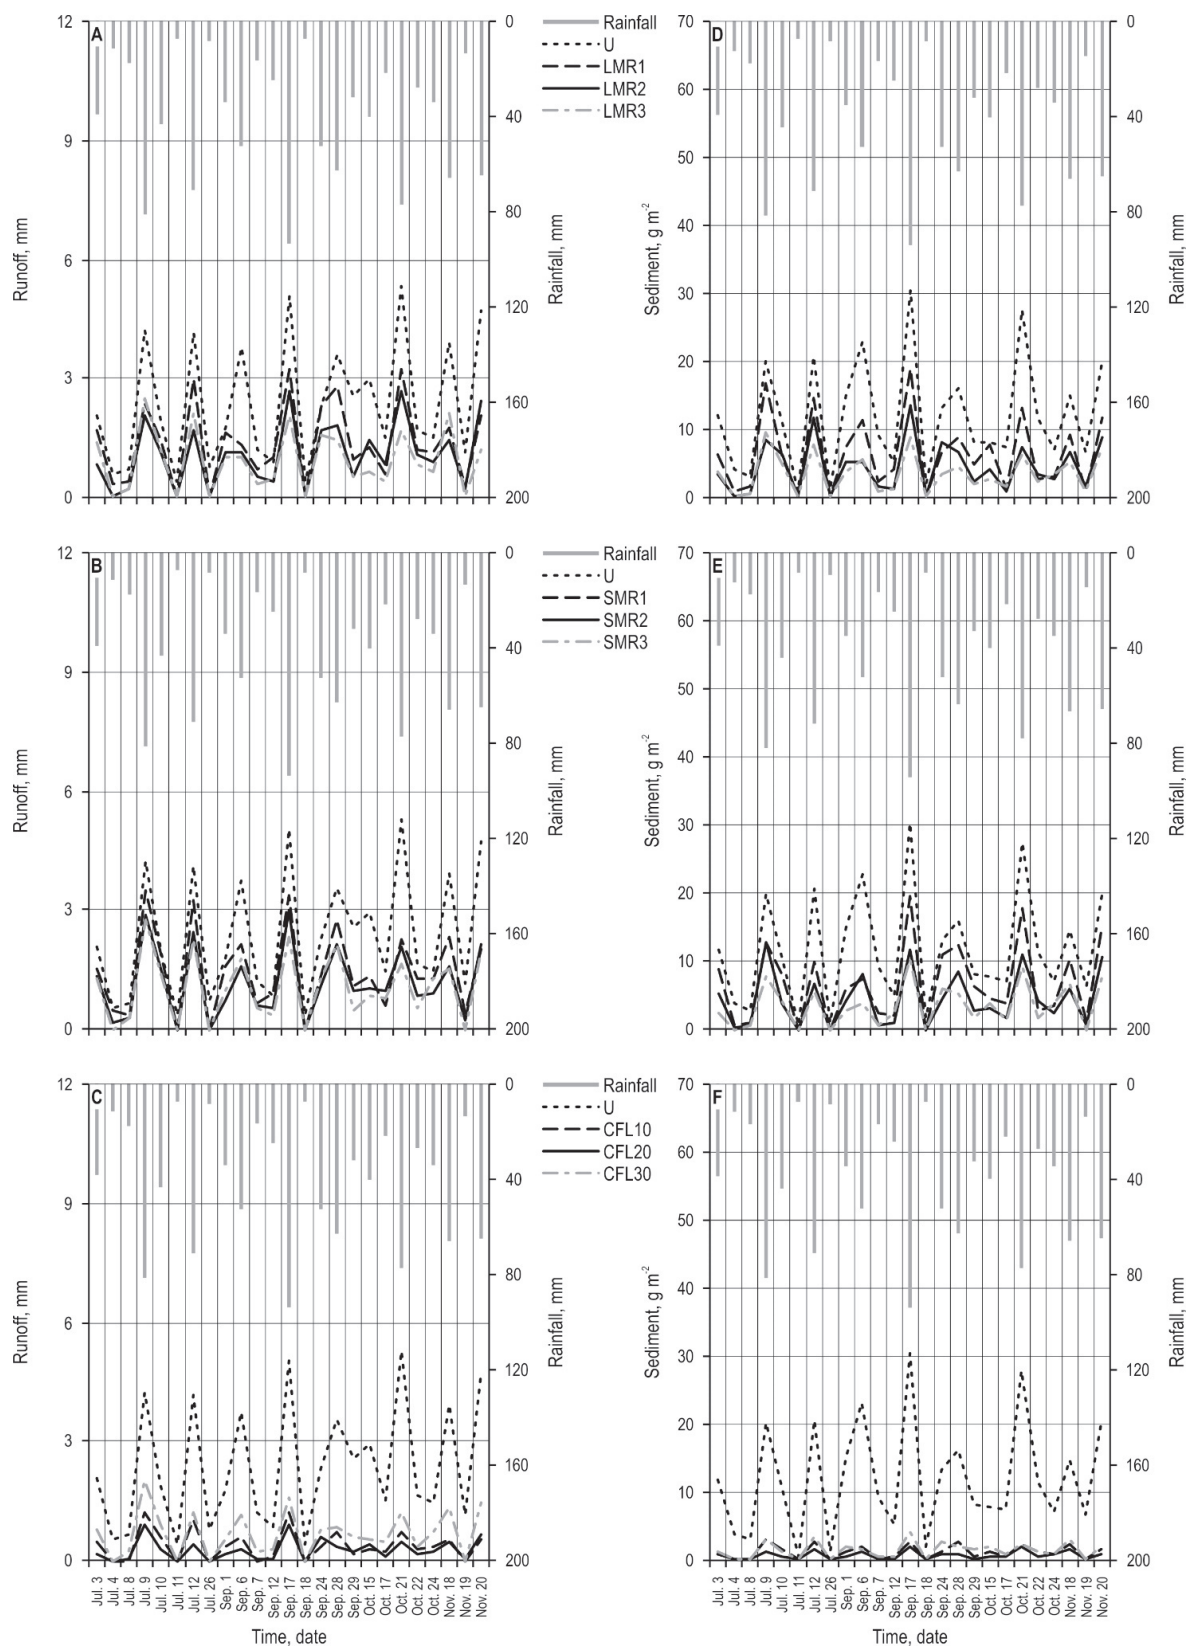 A
12
9
6
3
0
Runoff, mm
0
40
80
120
160
200
Rainfall, mm
Rainfall
U
LMR1
LMR2
LMR3
D
70
60
50
40
30
20
10
0
Sediment, g m-2
0
40
80
120
160
200
Rainfall, mm
B
12
9
6
3
0
Runoff, mm
0
40
80
120
160
200
Rainfall, mm
Rainfall
U
SMR1
SMR2
SMR3
E
70
60
50
40
30
20
10
0
Sediment, g m-2
0
40
80
120
160
200
Rainfall, mm
C
12
9
6
3
0
Runoff, mm
0
40
80
120
160
200
Rainfall, mm
Rainfall
U
CFL10
CFL20
CFL30
Jul. 3
Jul. 4
Jul. 8
Jul. 9
Jul. 10
Jul. 11
Jul. 12
Jul. 26
Sep. 1
Sep. 6
Sep. 7
Sep. 12
Sep. 17
Sep. 18
Sep. 24
Sep. 28
Sep. 29
Oct. 15
Oct. 17
Oct. 21
Oct. 22
Oct. 24
Nov. 18
Nov. 19
Nov. 20
Time, date
F
70
60
50
40
30
20
10
0
Sediment, g m-2
0
40
80
120
160
200
Rainfall, mm
Jul. 3
Jul. 4
Jul. 8
Jul. 9
Jul. 10
Jul. 11
Jul. 12
Jul. 26
Sep. 1
Sep. 6
Sep. 7
Sep. 12
Sep. 17
Sep. 18
Sep. 24
Sep. 28
Sep. 29
Oct. 15
Oct. 17
Oct. 21
Oct. 22
Oct. 24
Nov. 18
Nov. 19
Nov. 20
Time, date